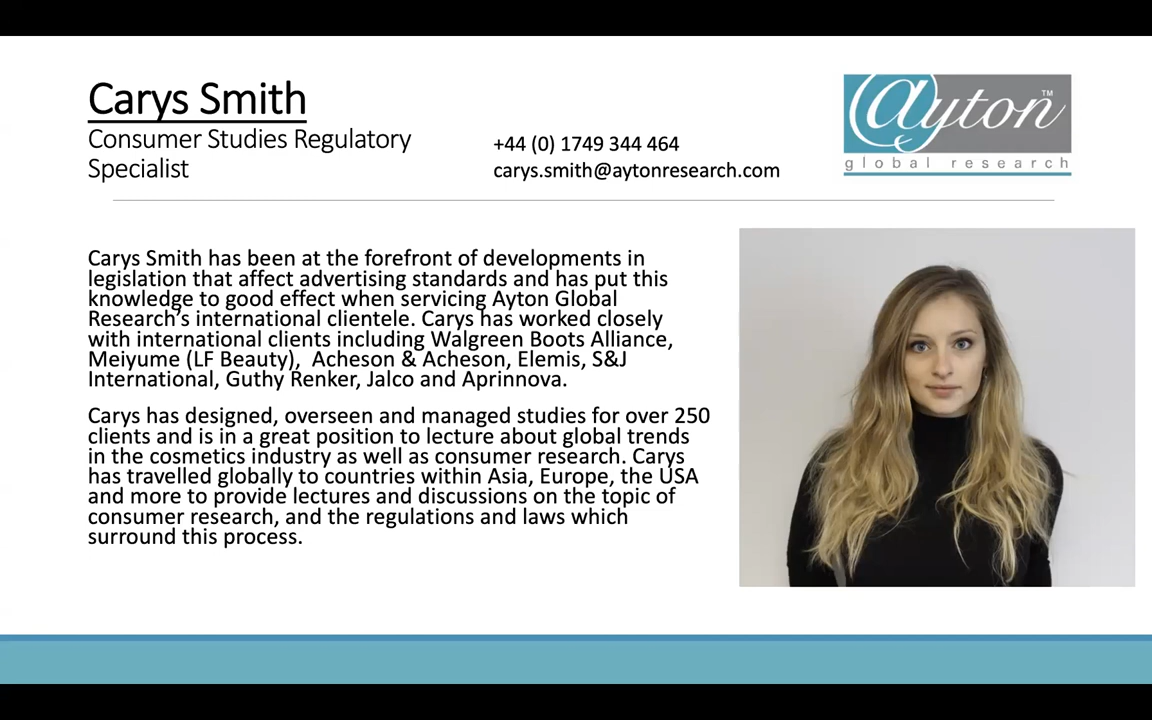 Carys Smith
Consumer Studies Regulatory
Specialist
+44 (0) 1749 344 464
carys.smith@aytonresearch.com
ayton™
global research
Carys Smith has been at the forefront of developments in
legislation that affect advertising standards and has put this
knowledge to good effect when servicing Ayton Global
Research's international clientele. Carys has worked closely
with international clients including Walgreen Boots Alliance,
Meiyume (LF Beauty),  Acheson & Acheson, Elemis, S&J
International, Guthy Renker, Jalco and Aprinnova.
Carys has designed, overseen and managed studies for over 250
clients and is in a great position to lecture about global trends
in the cosmetics industry as well as consumer research. Carys
has travelled globally to countries within Asia, Europe, the USA
and more to provide lectures and discussions on the topic of
consumer research, and the regulations and laws which
surround this process.